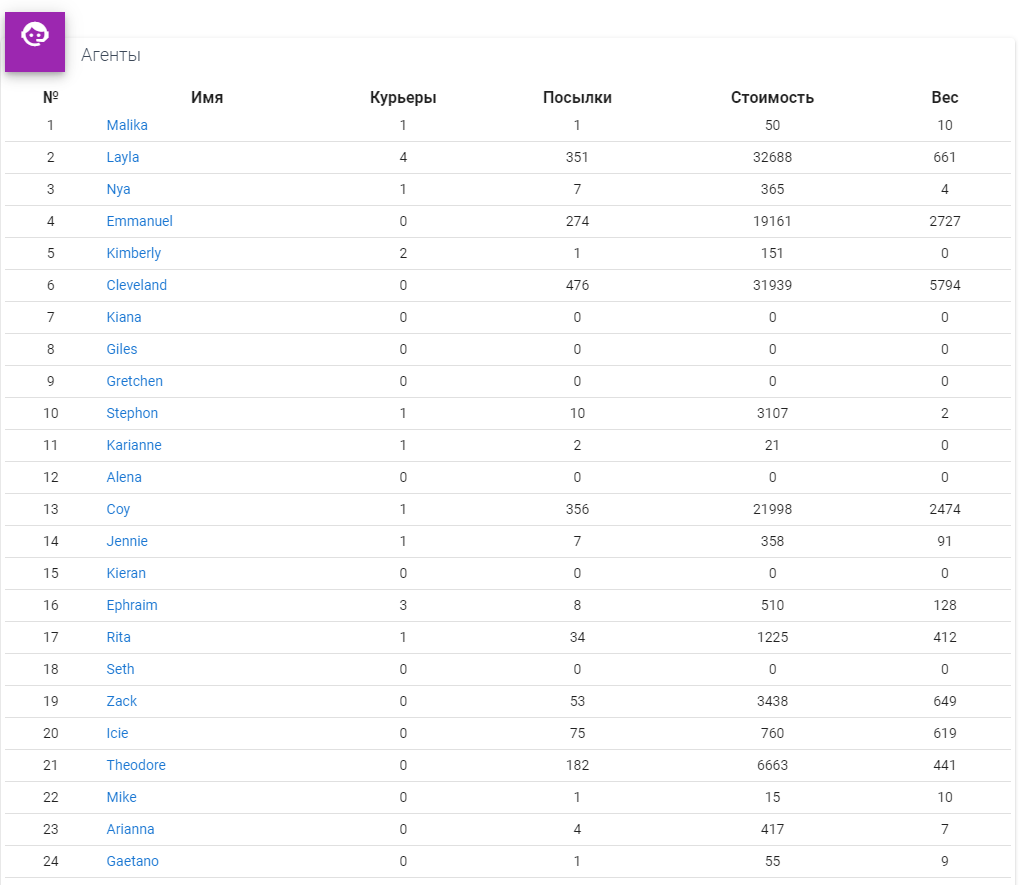 Агенты
№ Имя Курьеры Посылки Стоимость Вес
1 Malika 1 1 50 10
2 Layla 4 351 32688 661
3 Nya 1 7 365 4
4 Emmanuel 0 274 19161 2727
5 Kimberly 2 1 151 0
6 Cleveland 0 476 31939 5794
7 Kiana 0 0 0 0
8 Giles 0 0 0 0
9 Gretchen 0 0 0 0
10 Stephon 1 10 3107 2
11 Karianne 1 2 21 0
12 Alena 0 0 0 0
13 Coy 1 356 21998 2474
14 Jennie 1 7 358 91
15 Kieran 0 0 0 0
16 Ephraim 3 8 510 128
17 Rita 1 34 1225 412
18 Seth 0 0 0 0
19 Zack 0 53 3438 649
20 Icie 0 75 760 619
21 Theodore 0 182 6663 441
22 Mike 0 1 15 10
23 Arianna 0 4 417 7
24 Gaetano 0 1 55 9